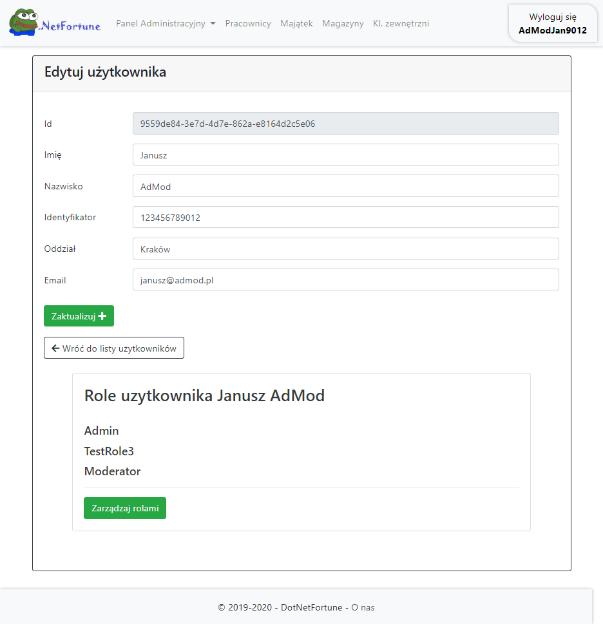 .NetFortune
Panel Administracyjny Pracownicy Majątek Magazyny Kl. zewnętrzni
Wyloguj się
AdModJan9012
Edytuj użytkownika
Id 9559de84-3e7d-4d7e-862a-e8164d2c5e06
Imię Janusz
Nazwisko AdMod
Identyfikator 123456789012
Oddział Kraków
Email janusz@admod.pl
Zaktualizuj
Wróć do listy uzytkowników
Role uzytkownika Janusz AdMod
Admin
TestRole3
Moderator
Zarządzaj rolami
© 2019-2020 - DotNetFortune - O nas